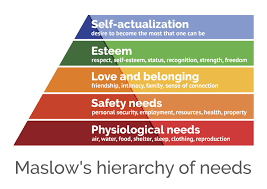 Self-actualization
desire to become the most that one can be
Esteem
respect, self-esteem, status, recognition, strength, freedom
Love and belonging
friendship, intimacy, family, sense of connection
Safety needs
personal security, employment, resources, health, property
Physiological needs
air, water, food, shelter, sleep, clothing, reproduction
Maslow's hierarchy of needs